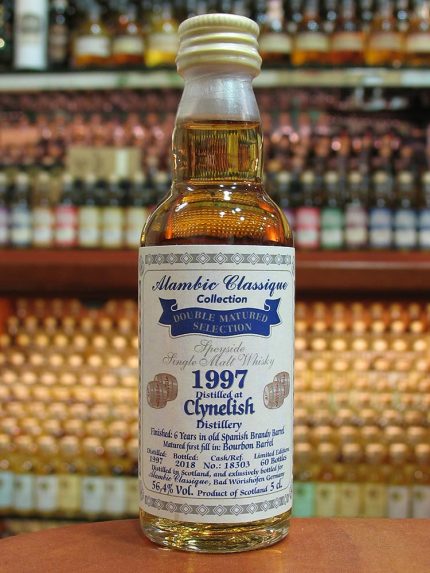 Alambic Classique
Collection
DOUBLE MATURED
SELECTION
Speyside
Single Malt Whisky
1997
Distilled at
Clynelish
Distillery
Finished: 6 Years in old Spanish Brandy Barrel
Matured first fill in: Bourbon Barrel
Distilled: Bottled: Cask/Ref. Limited Edition:
1997 2018 No.: 18303 60 Bottles
Distilled in Scotland, and exlusively bottled for
Alambic Classique, Bad Wörishofen Germany
56,4% Vol. Product of Scotland 5 cl